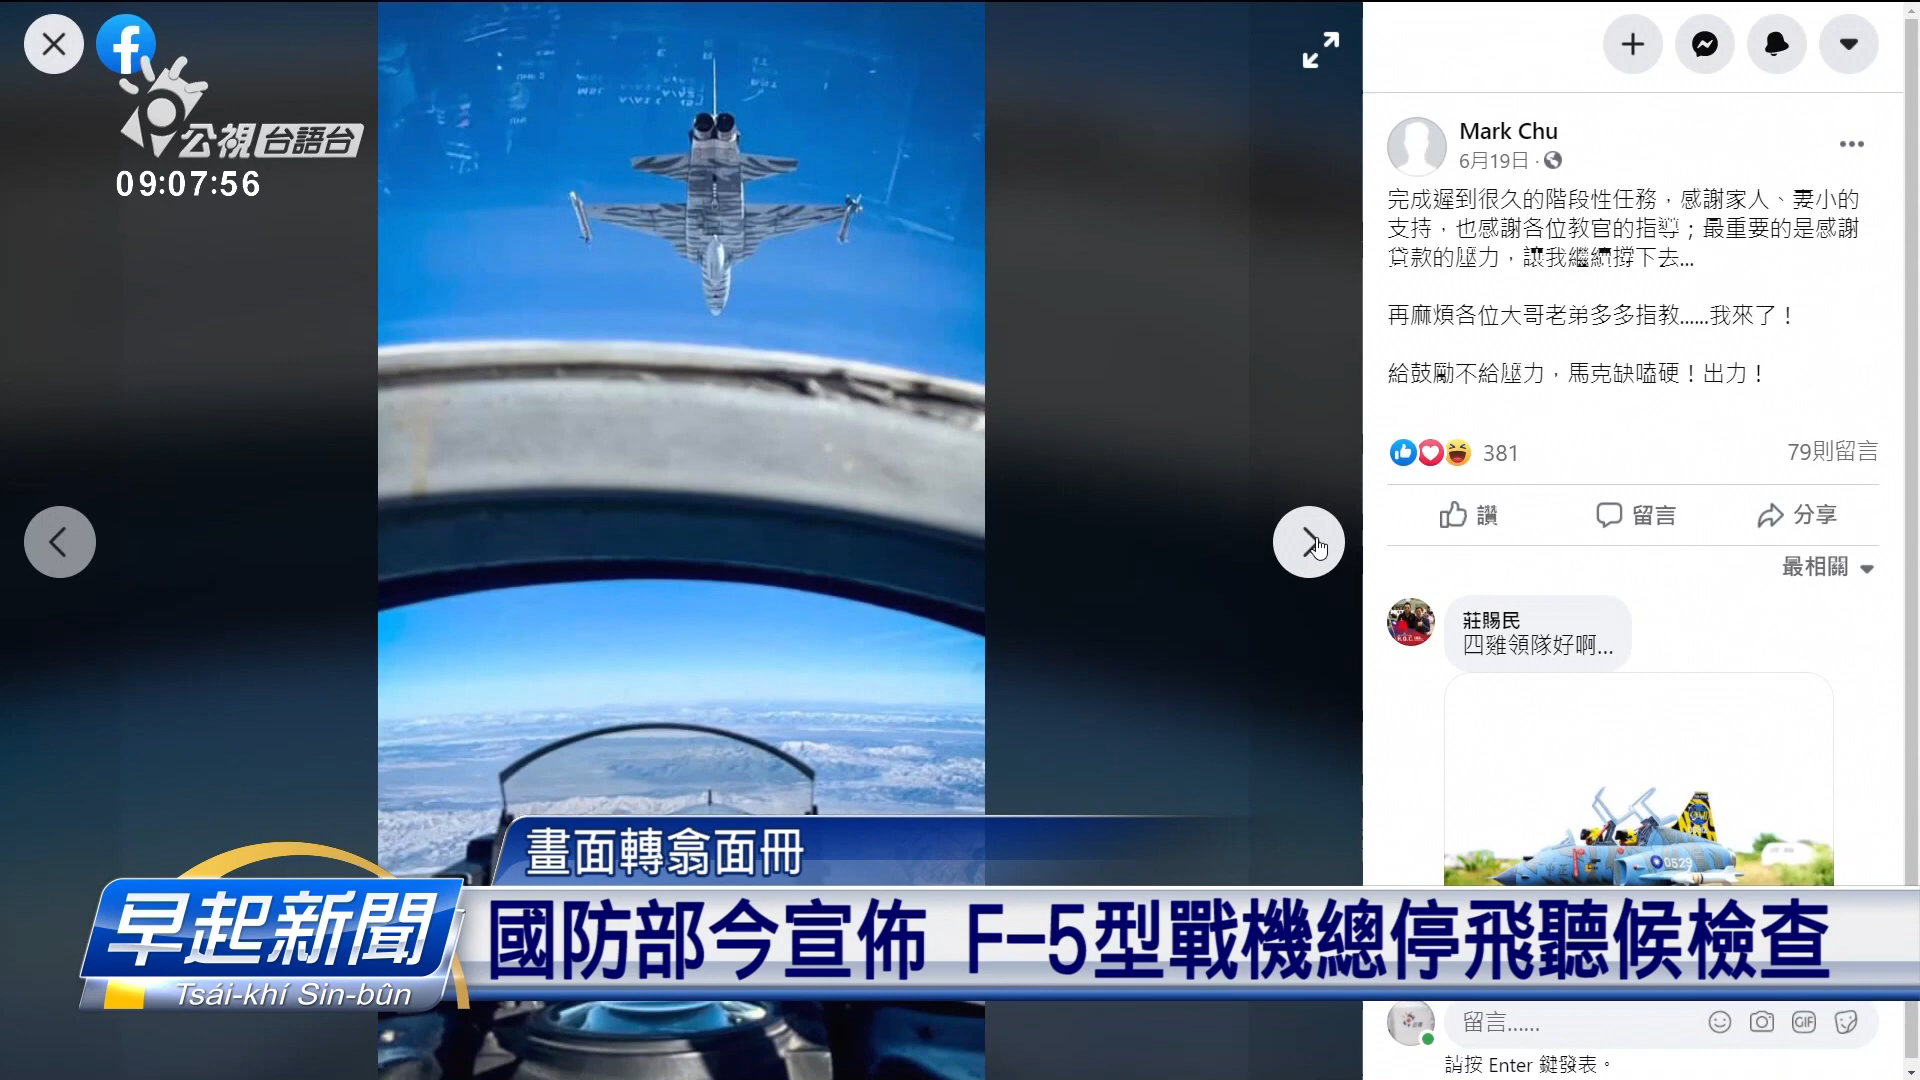 公視台語台
09:07:56
Mark Chu
6月19日
完成遲到很久的階段性任務，感謝家人、妻小的
支持，也感謝各位教官的指導；最重要的是感謝
貸款的壓力，讓我繼續撐下去...
再麻煩各位大哥老弟多多指教......我來了！
給鼓勵不給壓力，馬克缺嗑硬！出力！
381
79則留言
讚
留言
分享
最相關
莊賜民
四雞領隊好啊...
0529
畫面轉翕面冊
早起新聞
Tsái-khí Sin-bûn
國防部今宣佈 F-5型戰機總停飛聽候檢查
留言......
GIF
請按 Enter 鍵發表。